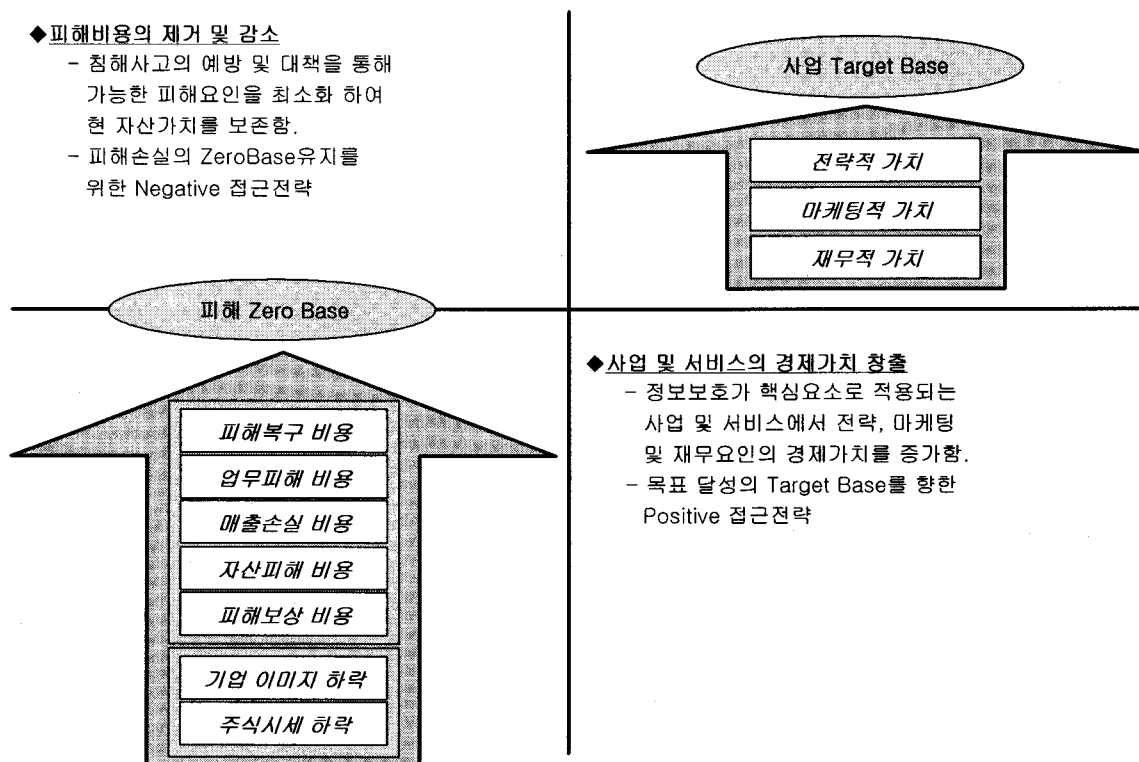 ◆피해비용의 제거 및 감소
- 침해사고의 예방 및 대책을 통해
가능한 피해요인을 최소화 하여
현 자산가치를 보존함.
- 피해손실의 ZeroBase유지를
위한 Negative 접근전략
사업 Target Base
전략적 가치
마케팅적 가치
재무적 가치
피해 Zero Base
피해복구 비용
업무피해 비용
매출손실 비용
자산피해 비용
피해보상 비용
기업 이미지 하락
주식시세 하락
◆사업 및 서비스의 경제가치 창출
- 정보보호가 핵심요소로 적용되는
사업 및 서비스에서 전략, 마케팅
및 재무요인의 경제가치를 증가함.
- 목표 달성의 Target Base를 향한
Positive 접근전략